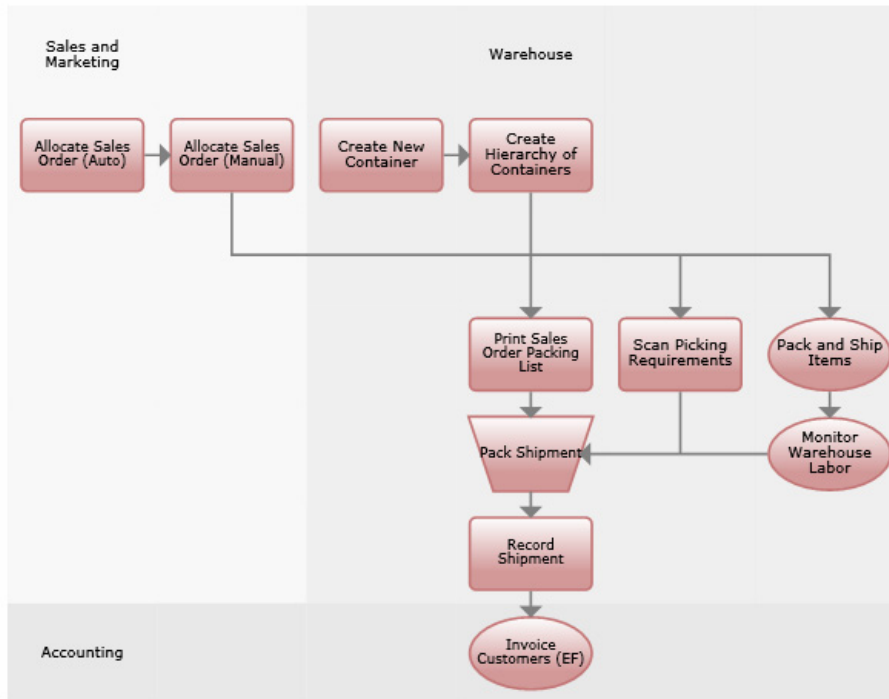 Sales and
Marketing
Warehouse
Allocate Sales
Order (Auto)
Allocate Sales
Order (Manual)
Create New
Container
Create
Hierarchy of
Containers
Print Sales
Order Packing
List
Scan Picking
Requirements
Pack and Ship
Items
Pack Shipment
Monitor
Warehouse
Labor
Record
Shipment
Accounting
Invoice
Customers (EF)